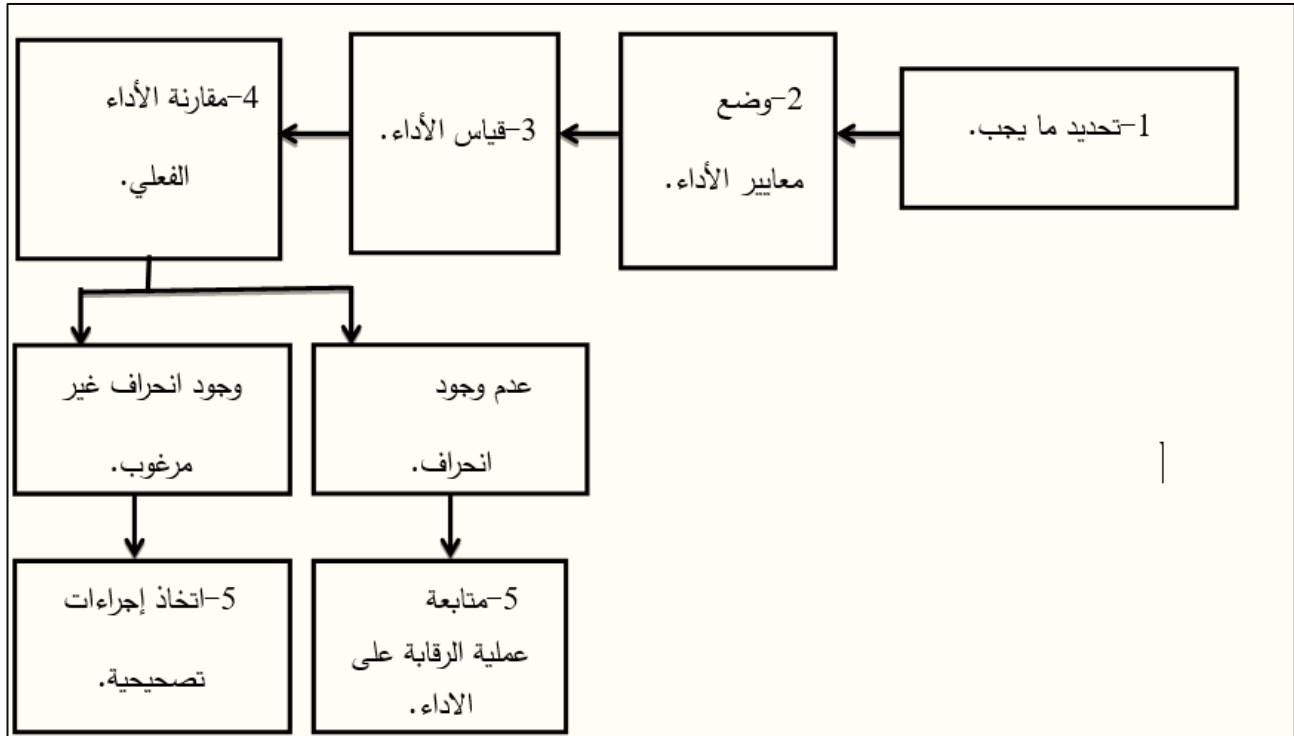 1-تحديد ما يجب.
2-وضع
معايير الأداء.
3-قياس الأداء.
4-مقارنة الأداء
الفعلي.
عدم وجود
انحراف.
وجود انحراف غير
مرغوب.
5-متابعة
عملية الرقابة على
الاداء.
5-اتخاذ إجراءات
تصحيحية.